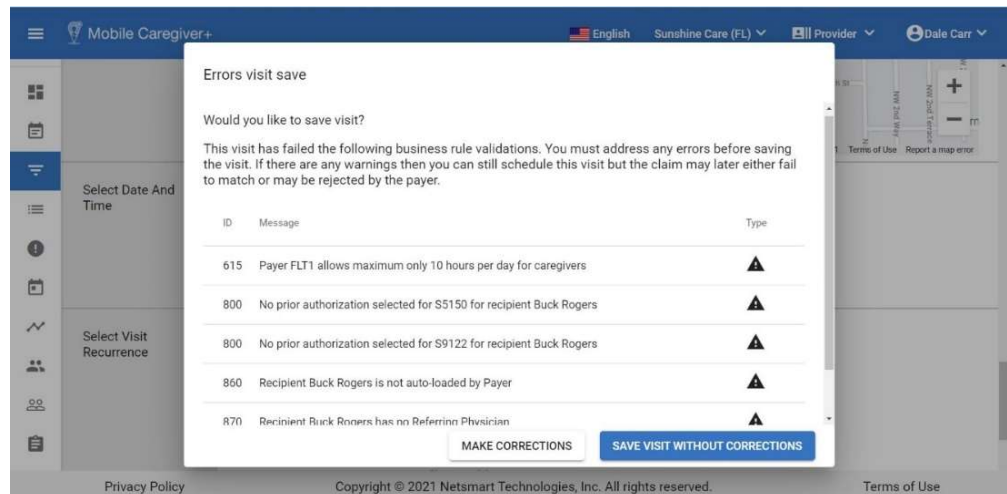 Mobile Caregiver+
English
Sunshine Care (FL)
Provider
Dale Carr
Errors visit save
Would you like to save visit?
This visit has failed the following business rule validations. You must address any errors before saving
the visit. If there are any warnings then you can still schedule this visit but the claim may later either fail
to match or may be rejected by the payer.
ID Message Type
615 Payer FLT1 allows maximum only 10 hours per day for caregivers
800 No prior authorization selected for S5150 for recipient Buck Rogers
800 No prior authorization selected for S9122 for recipient Buck Rogers
860 Recipient Buck Rogers is not auto-loaded by Payer
870 Recipient Buck Rogers has no Referring Physician
MAKE CORRECTIONS
SAVE VISIT WITHOUT CORRECTIONS
Select Date And
Time
Select Visit
Recurrence
NW 2nd Way
NW 2nd Terrace
Terms of Use Report a map error
Privacy Policy
Copyright © 2021 Netsmart Technologies, Inc. All rights reserved.
Terms of Use